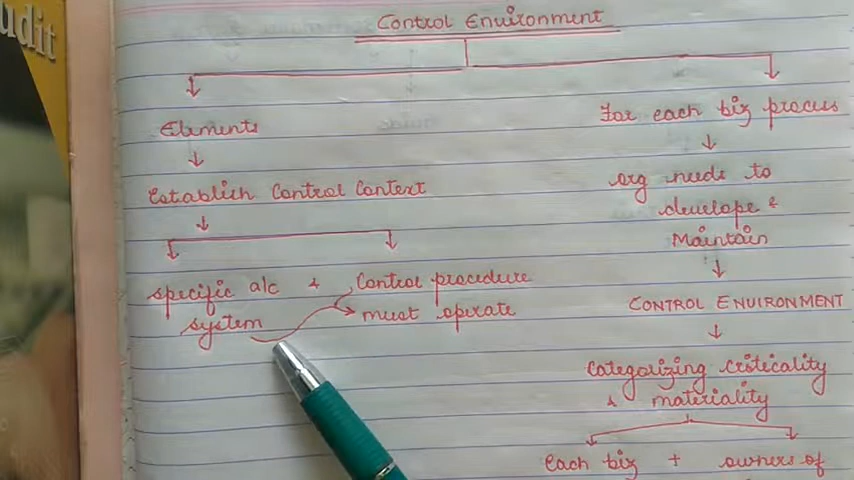 udit
Control Environment
Elements
For each biz process
Establish Control Context
org needs to
develope &
Maintain
specific a/c & Control procedure
system must operate
CONTROL ENVIRONMENT
Categorizing criticality
& materiality
Each biz + owners of